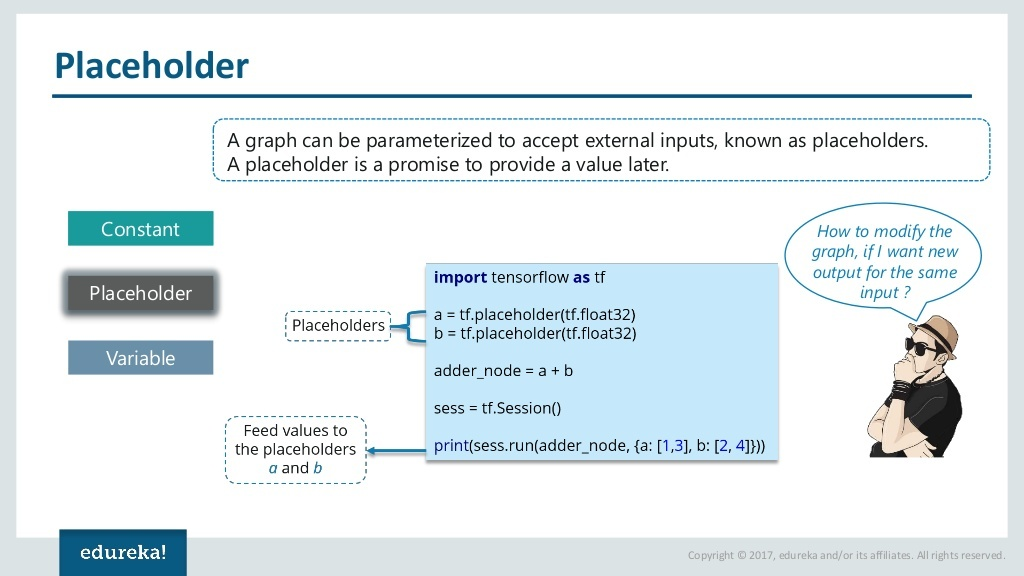 Placeholder
A graph can be parameterized to accept external inputs, known as placeholders.
A placeholder is a promise to provide a value later.
Constant
Placeholder
Variable
How to modify the
graph, if I want new
output for the same
input ?
Placeholders
import tensorflow as tf
a = tf.placeholder(tf.float32)
b = tf.placeholder(tf.float32)
adder_node = a + b
sess = tf.Session()
print(sess.run(adder_node, {a: [1,3], b: [2, 4]}))
Feed values to
the placeholders
a and b
edureka!
Copyright © 2017, edureka and/or its affiliates. All rights reserved.